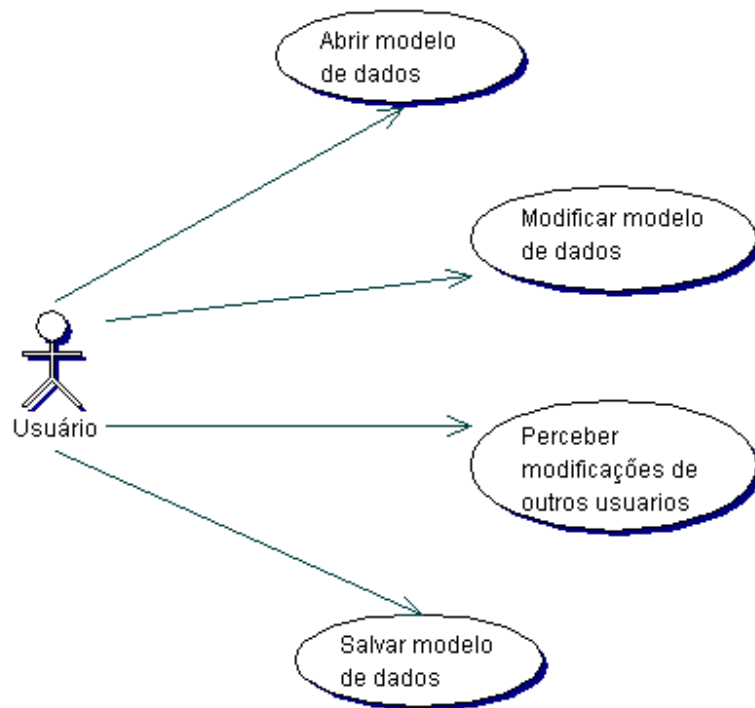 Abrir modelo
de dados
Modificar modelo
de dados
Usuário
Perceber
modificações de
outros usuarios
Salvar modelo
de dados